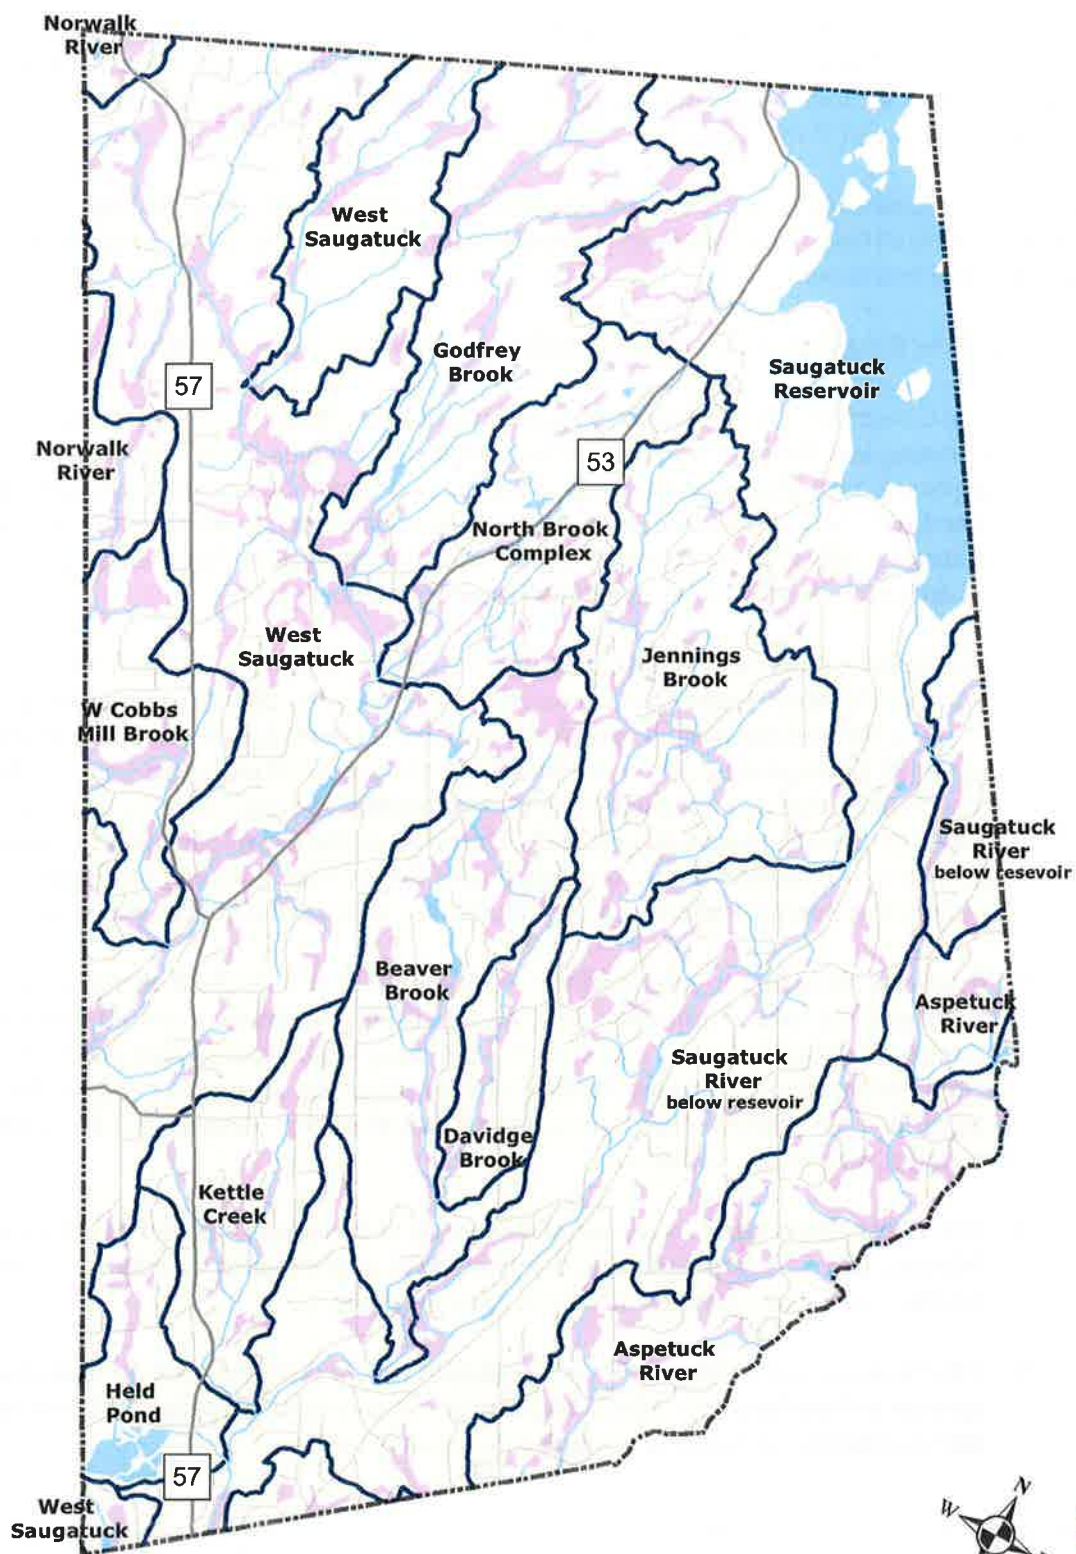 Norwalk
River
West
Saugatuck
Godfrey
Brook
Saugatuck
Reservoir
57
Norwalk
River
53
North Brook
Complex
West
Saugatuck
Jennings
Brook
W Cobbs
Mill Brook
Saugatuck
River
below resevoir
Beaver
Brook
Aspetuck
River
Saugatuck
River
below resevoir
Davidge
Brook
Kettle
Creek
Aspetuck
River
Held
Pond
57
West
Saugatuck
N
W